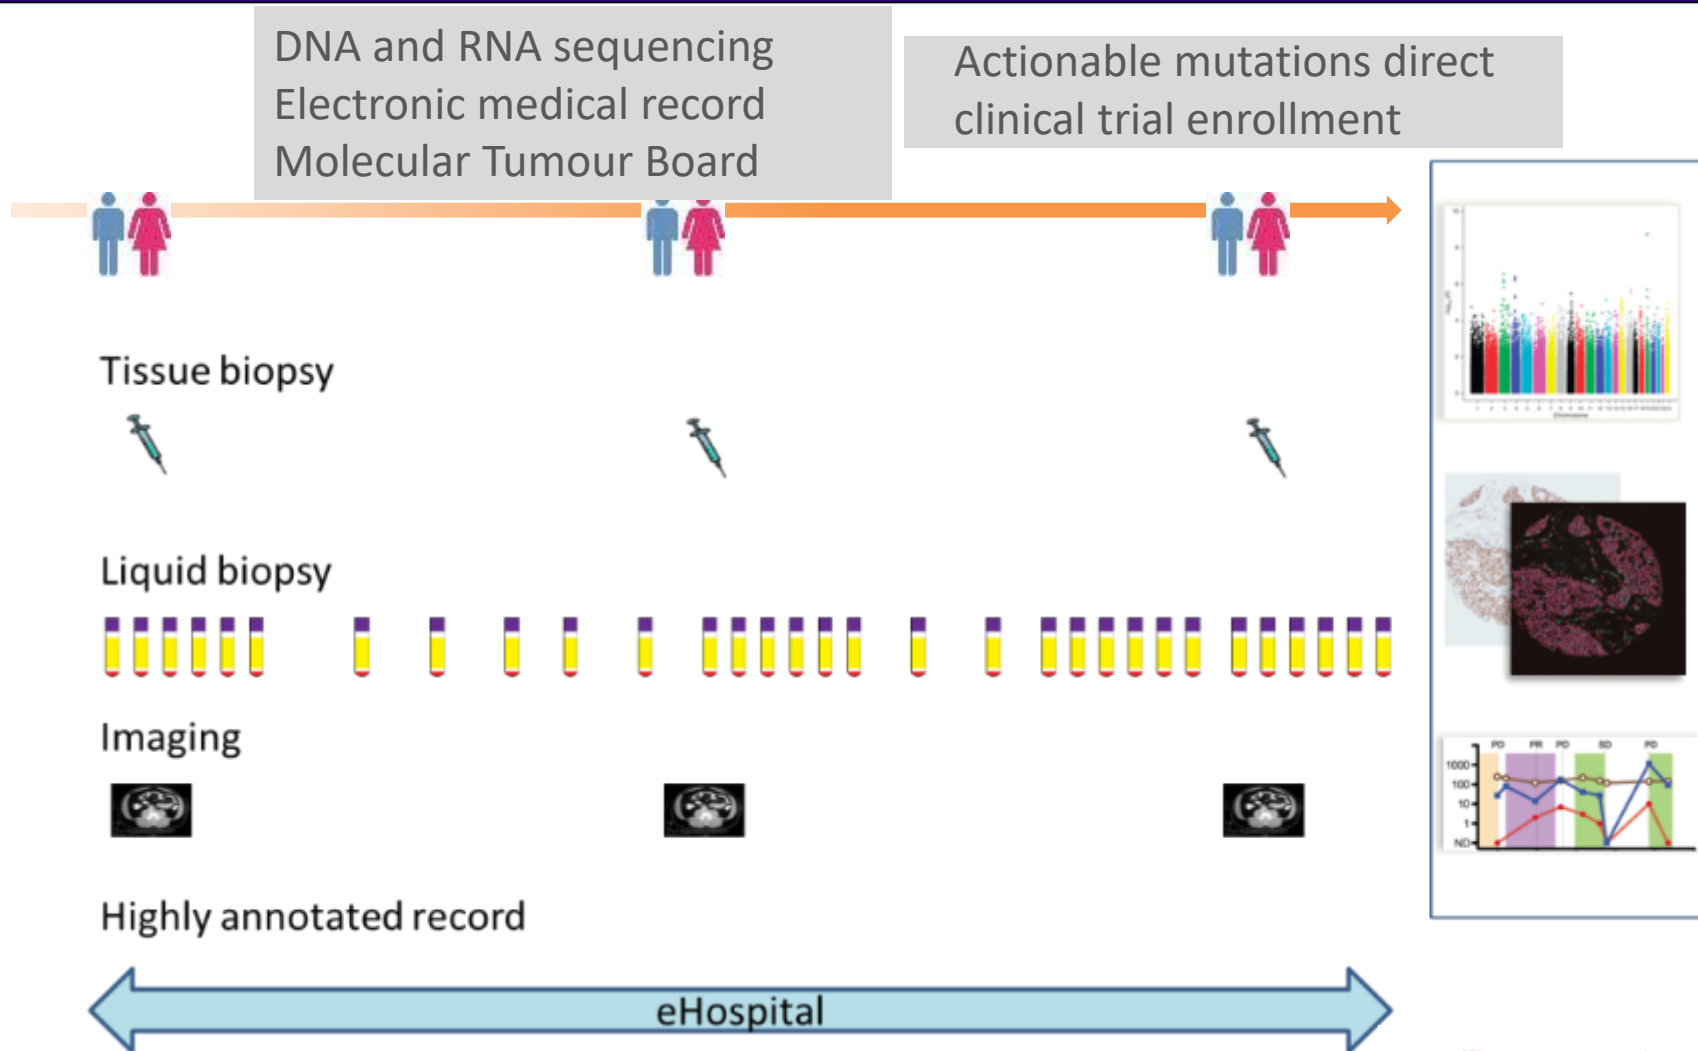 DNA and RNA sequencing
Electronic medical record
Molecular Tumour Board
Actionable mutations direct
clinical trial enrollment
Tissue biopsy
Liquid biopsy
Imaging
Highly annotated record
eHospital
Chromosome
PD PR PD SD PD
1000
100
10
1
ND